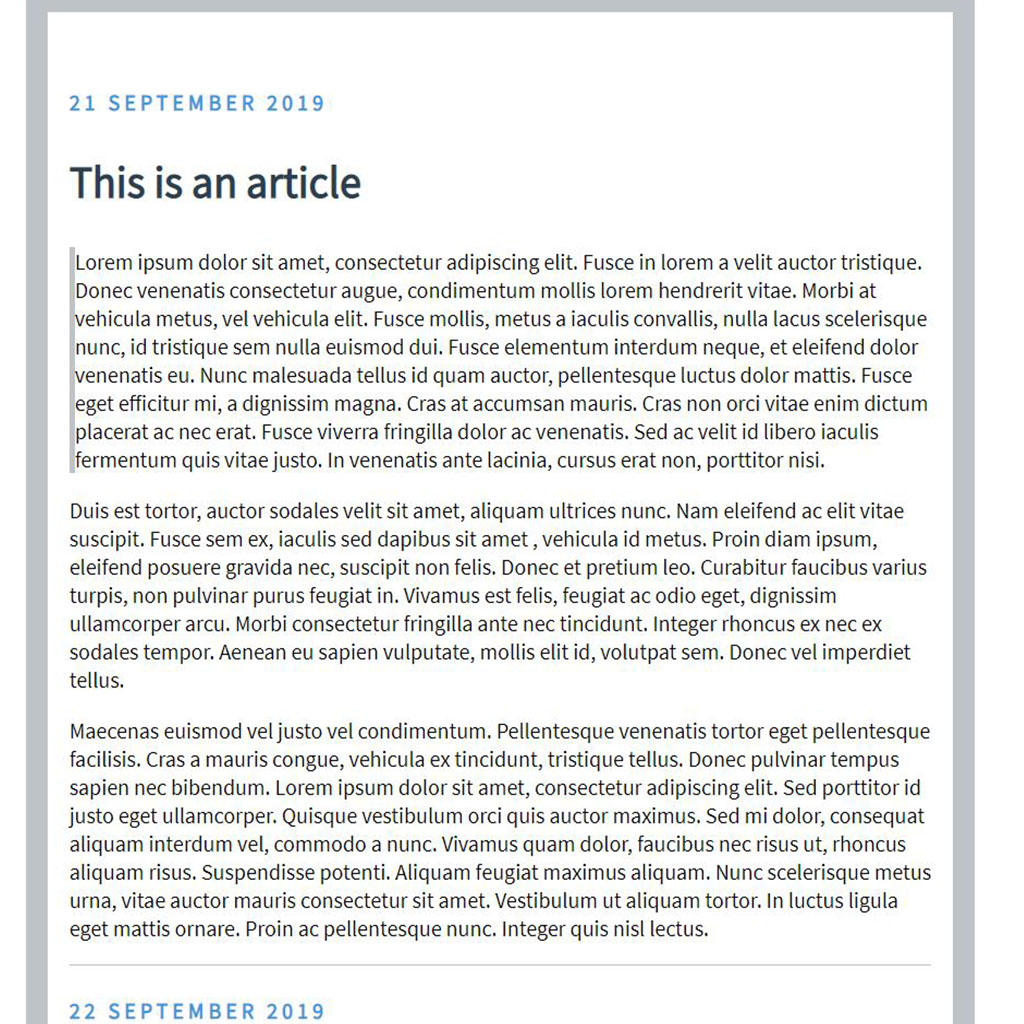 21 SEPTEMBER 2019
This is an article
Lorem ipsum dolor sit amet, consectetur adipiscing elit. Fusce in lorem a velit auctor tristique.
Donec venenatis consectetur augue, condimentum mollis lorem hendrerit vitae. Morbi at
vehicula metus, vel vehicula elit. Fusce mollis, metus a iaculis convallis, nulla lacus scelerisque
nunc, id tristique sem nulla euismod dui. Fusce elementum interdum neque, et eleifend dolor
venenatis eu. Nunc malesuada tellus id quam auctor, pellentesque luctus dolor mattis. Fusce
eget efficitur mi, a dignissim magna. Cras at accumsan mauris. Cras non orci vitae enim dictum
placerat ac nec erat. Fusce viverra fringilla dolor ac venenatis. Sed ac velit id libero iaculis
fermentum quis vitae justo. In venenatis ante lacinia, cursus erat non, porttitor nisi.
Duis est tortor, auctor sodales velit sit amet, aliquam ultrices nunc. Nam eleifend ac elit vitae
suscipit. Fusce sem ex, iaculis sed dapibus sit amet , vehicula id metus. Proin diam ipsum,
eleifend posuere gravida nec, suscipit non felis. Donec et pretium leo. Curabitur faucibus varius
turpis, non pulvinar purus feugiat in. Vivamus est felis, feugiat ac odio eget, dignissim
ullamcorper arcu. Morbi consectetur fringilla ante nec tincidunt. Integer rhoncus ex nec ex
sodales tempor. Aenean eu sapien vulputate, mollis elit id, volutpat sem. Donec vel imperdiet
tellus.
Maecenas euismod vel justo vel condimentum. Pellentesque venenatis tortor eget pellentesque
facilisis. Cras a mauris congue, vehicula ex tincidunt, tristique tellus. Donec pulvinar tempus
sapien nec bibendum. Lorem ipsum dolor sit amet, consectetur adipiscing elit. Sed porttitor id
justo eget ullamcorper. Quisque vestibulum orci quis auctor maximus. Sed mi dolor, consequat
aliquam interdum vel, commodo a nunc. Vivamus quam dolor, faucibus nec risus ut, rhoncus
aliquam risus. Suspendisse potenti. Aliquam feugiat maximus aliquam. Nunc scelerisque metus
urna, vitae auctor mauris consectetur sit amet. Vestibulum ut aliquam tortor. In luctus ligula
eget mattis ornare. Proin ac pellentesque nunc. Integer quis nisl lectus.
22 SEPTEMBER 2019